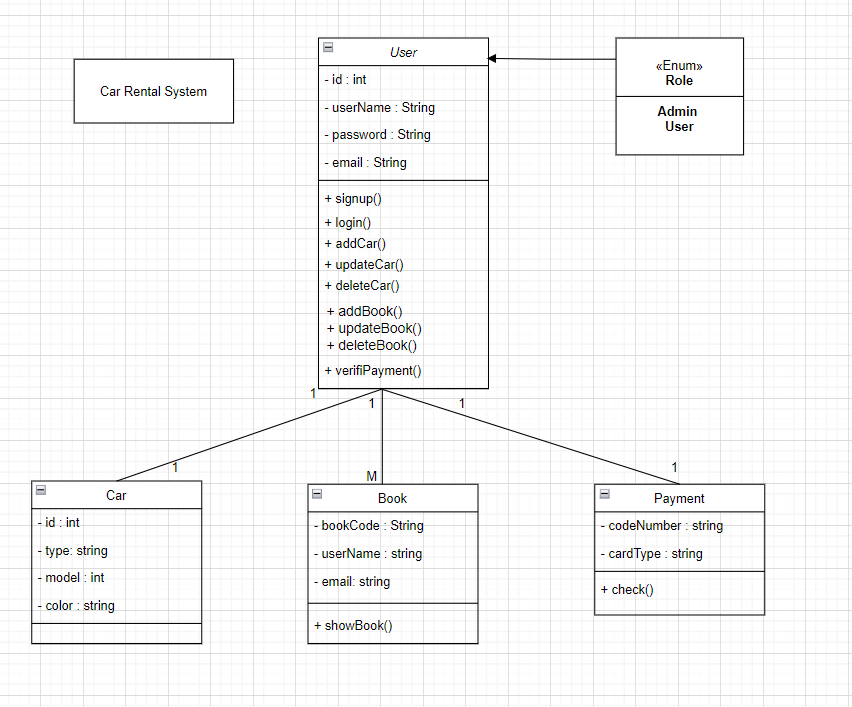 Car Rental System
User
- id : int
- userName : String
- password : String
- email : String
+ signup()
+ login()
+ addCar()
+ updateCar()
+ deleteCar()
+ addBook()
+ updateBook()
+ deleteBook()
+ verifiPayment()
«Enum»
Role
Admin
User
1
1
1
1
M
1
Car
- id : int
- type: string
- model : int
- color : string
Book
- bookCode : String
- userName : string
- email: string
+ showBook()
Payment
- codeNumber : string
- cardType : string
+ check()